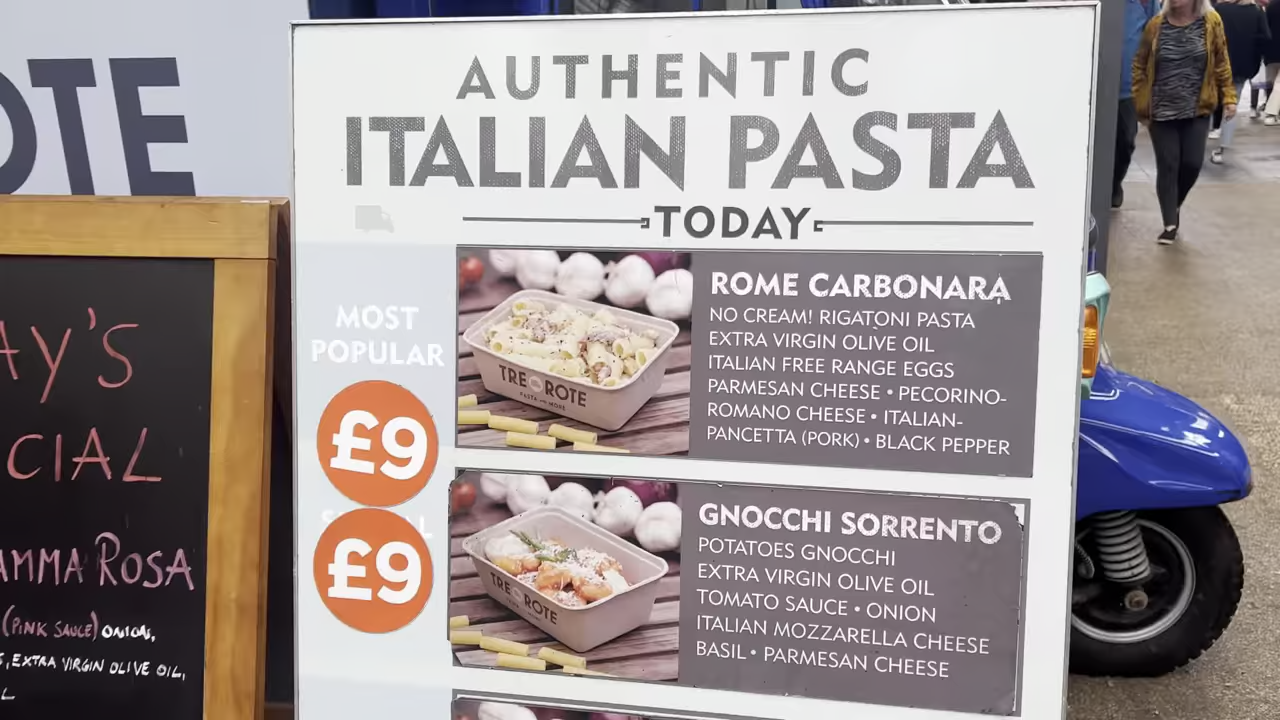 OTE
AY'S
CIAL
AMMA ROSA
(PINK SAUCE) ONION,
, EXTRA VIRGIN OLIVE OIL,
L
AUTHENTIC
ITALIAN PASTA
TODAY
MOST
POPULAR
£9
£9
TRE ROTE
PASTA AND MORE
ROME CARBONARA
NO CREAM! RIGATONI PASTA
EXTRA VIRGIN OLIVE OIL
ITALIAN FREE RANGE EGGS
PARMESAN CHEESE • PECORINO-
ROMANO CHEESE • ITALIAN-
PANCETTA (PORK) • BLACK PEPPER
TRE ROTE
GNOCCHI SORRENTO
POTATOES GNOCCHI
EXTRA VIRGIN OLIVE OIL
TOMATO SAUCE • ONION
ITALIAN MOZZARELLA CHEESE
BASIL • PARMESAN CHEESE